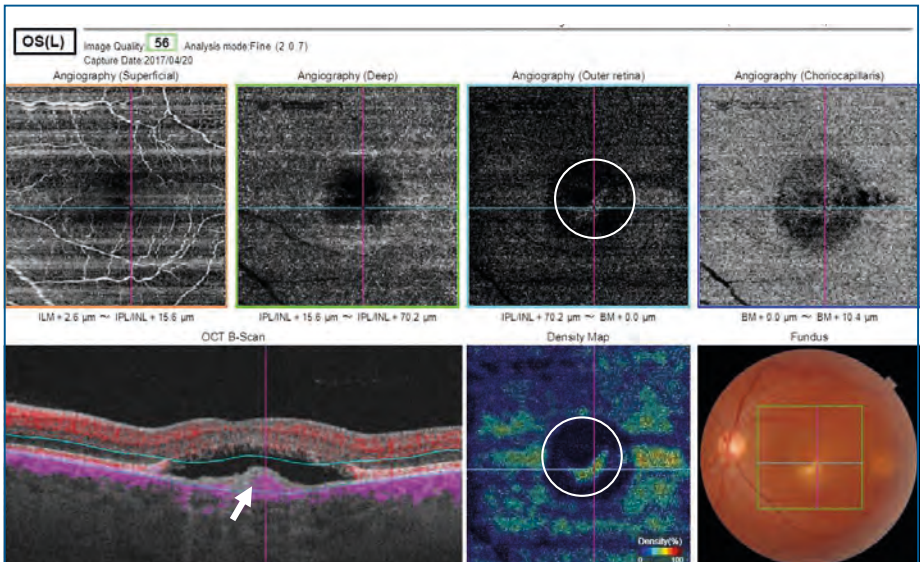 OS(L) Image Quality: 56 Analysis mode:Fine (2 0 7)
Capture Date:2017/04/20
Angiography (Superficial) Angiography (Deep) Angiography (Outer retina) Angiography (Choriocapillaris)
ILM + 2.6 μm ~ IPL/INL + 15.6 μm IPL/INL + 15.6 μm ~ IPL/INL + 70.2 μm IPL/INL + 70.2 μm ~ BM + 0.0 μm BM + 0.0 μm ~ BM + 10.4 μm
OCT B-Scan Density Map Fundus
Density(%)
0 100